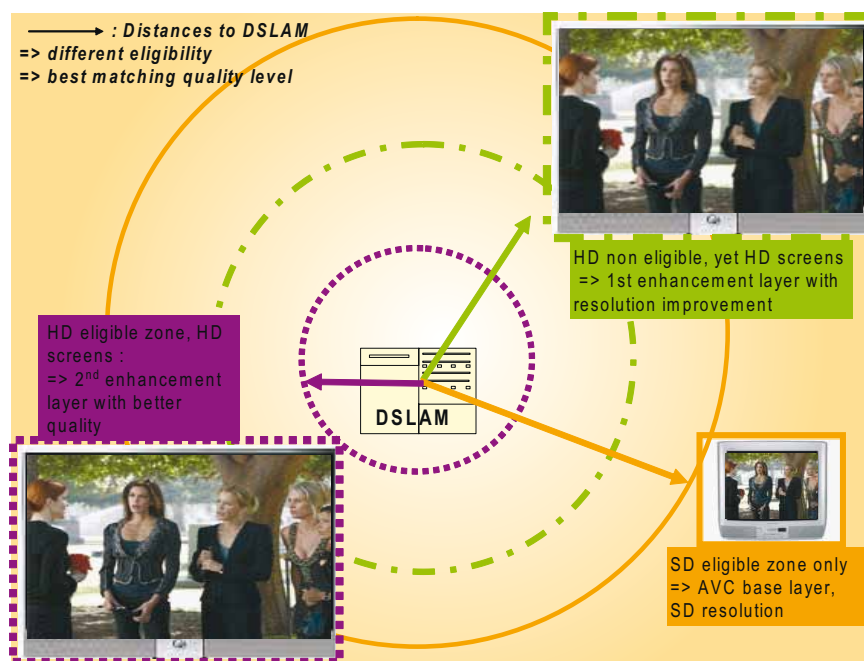 : Distances to DSLAM
=> different eligibility
=> best matching quality level
HD non eligible, yet HD screens
=> 1st enhancement layer with
resolution improvement
HD eligible zone, HD
screens :
=> 2nd enhancement
layer with better
quality
DSLAM
SD eligible zone only
=> AVC base layer,
SD resolution